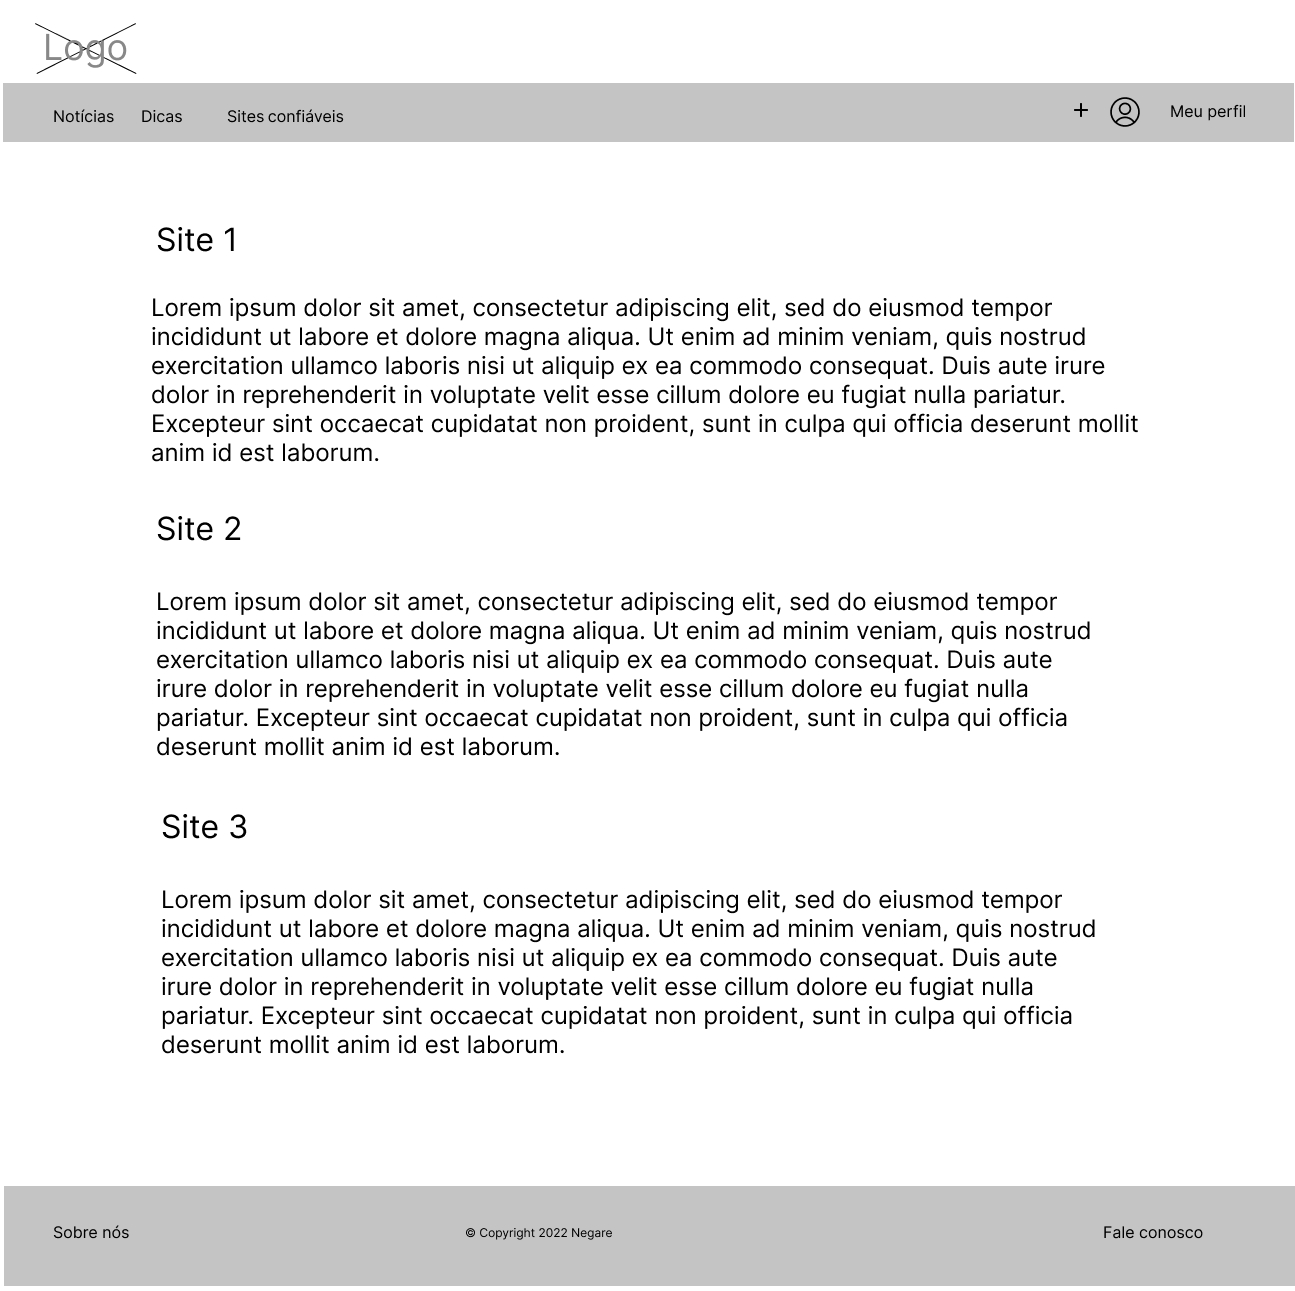 Logo
Notícias Dicas Sites confiáveis + Meu perfil
Site 1
Lorem ipsum dolor sit amet, consectetur adipiscing elit, sed do eiusmod tempor
incididunt ut labore et dolore magna aliqua. Ut enim ad minim veniam, quis nostrud
exercitation ullamco laboris nisi ut aliquip ex ea commodo consequat. Duis aute irure
dolor in reprehenderit in voluptate velit esse cillum dolore eu fugiat nulla pariatur.
Excepteur sint occaecat cupidatat non proident, sunt in culpa qui officia deserunt mollit
anim id est laborum.
Site 2
Lorem ipsum dolor sit amet, consectetur adipiscing elit, sed do eiusmod tempor
incididunt ut labore et dolore magna aliqua. Ut enim ad minim veniam, quis nostrud
exercitation ullamco laboris nisi ut aliquip ex ea commodo consequat. Duis aute
irure dolor in reprehenderit in voluptate velit esse cillum dolore eu fugiat nulla
pariatur. Excepteur sint occaecat cupidatat non proident, sunt in culpa qui officia
deserunt mollit anim id est laborum.
Site 3
Lorem ipsum dolor sit amet, consectetur adipiscing elit, sed do eiusmod tempor
incididunt ut labore et dolore magna aliqua. Ut enim ad minim veniam, quis nostrud
exercitation ullamco laboris nisi ut aliquip ex ea commodo consequat. Duis aute
irure dolor in reprehenderit in voluptate velit esse cillum dolore eu fugiat nulla
pariatur. Excepteur sint occaecat cupidatat non proident, sunt in culpa qui officia
deserunt mollit anim id est laborum.
Sobre nós © Copyright 2022 Negare Fale conosco